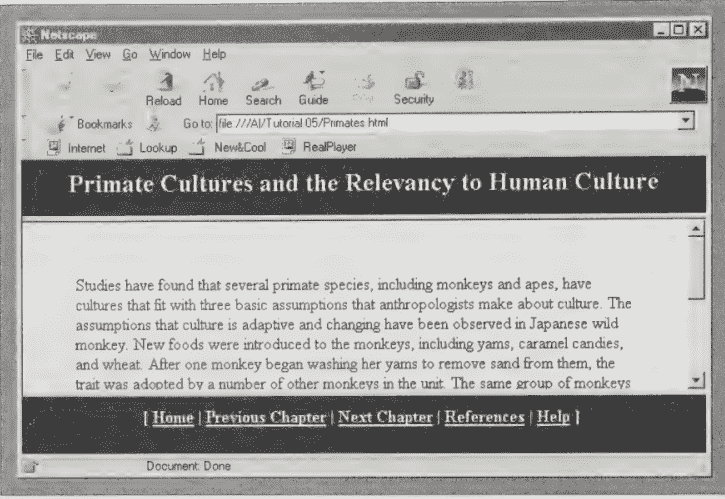 Netscape
File Edit View Go Window Help
Reload Home Search Guide Security
Bookmarks Go to: file:///A|/Tutorial.05/Primates.html
Internet Lookup New&Cool RealPlayer
Primate Cultures and the Relevancy to Human Culture
Studies have found that several primate species, including monkeys and apes, have
cultures that fit with three basic assumptions that anthropologists make about culture. The
assumptions that culture is adaptive and changing have been observed in Japanese wild
monkey. New foods were introduced to the monkeys, including yams, caramel candies,
and wheat. After one monkey began washing her yams to remove sand from them, the
trait was adopted by a number of other monkeys in the unit. The same group of monkeys
[ Home | Previous Chapter | Next Chapter | References | Help ]
Document: Done